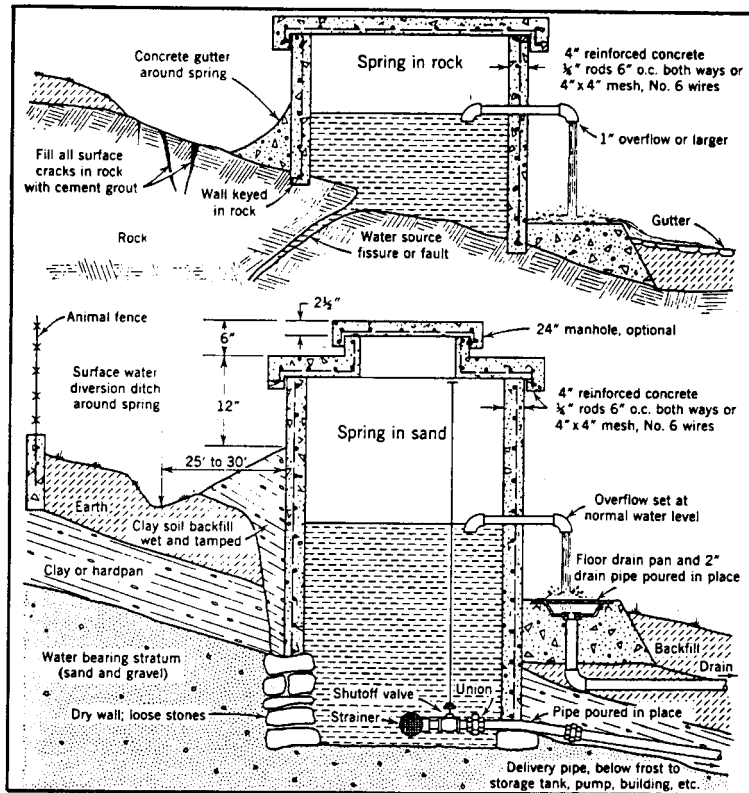 Spring in rock
4" reinforced concrete
⅜" rods 6" o.c. both ways or
4" x 4" mesh, No. 6 wires
Concrete gutter
around spring
1" overflow or larger
Fill all surface
cracks in rock
with cement grout
Wall keyed
in rock
Rock
Water source
fissure or fault
Gutter
2½"
Animal fence
6"
24" manhole, optional
Surface water
diversion ditch
around spring
12"
4" reinforced concrete
⅜" rods 6" o.c. both ways or
4" x 4" mesh, No. 6 wires
Spring in sand
25' to 30'
Overflow set at
normal water level
Earth
Clay soil backfill
wet and tamped
Floor drain pan and 2"
drain pipe poured in place
Clay or hardpan
Backfill
Drain
Water bearing stratum
(sand and gravel)
Shutoff valve
Union
Dry wall; loose stones
Strainer
Pipe poured in place
Delivery pipe, below frost to
storage tank, pump, building, etc.